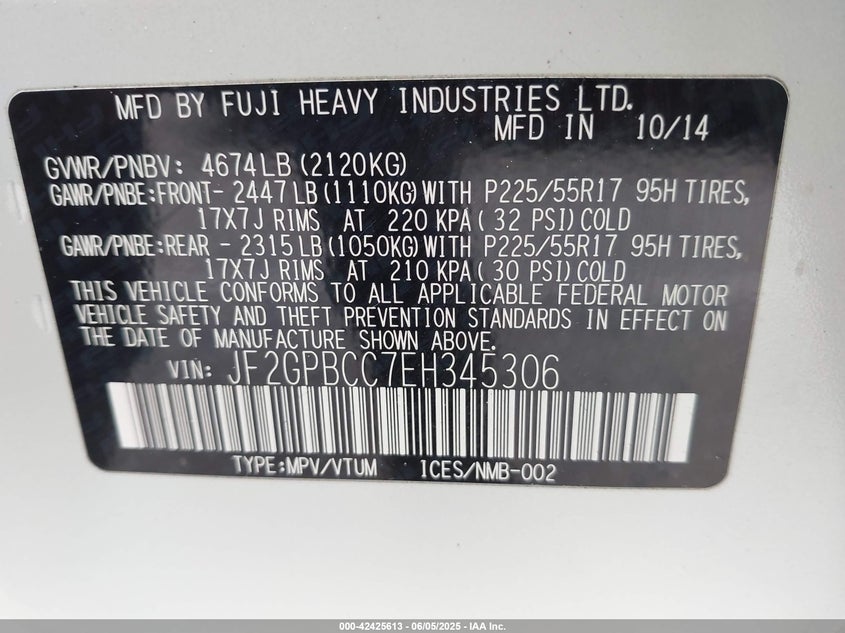 MFD BY FUJI HEAVY INDUSTRIES LTD.
MFD IN 10/14
GVWR/PNBV: 4674LB(2120KG)
GAWR/PNBE:FRONT- 2447LB(1110KG)WITH P225/55R17 95H TIRES,
17X7J RIMS AT 220 KPA(32 PSI)COLD
GAWR/PNBE:REAR - 2315LB(1050KG)WITH P225/55R17 95H TIRES,
17X7J RIMS AT 210 KPA(30 PSI)COLD
THIS VEHICLE CONFORMS TO ALL APPLICABLE FEDERAL MOTOR
VEHICLE SAFETY AND THEFT PREVENTION STANDARDS IN EFFECT ON
THE DATE OF MANUFACTURE SHOWN ABOVE.
VIN: JF2GPBCC7EH345306
TYPE:MPV/VTUM ICES/NMB-002
000-42425613 - 06/05/2025 - IAA Inc.